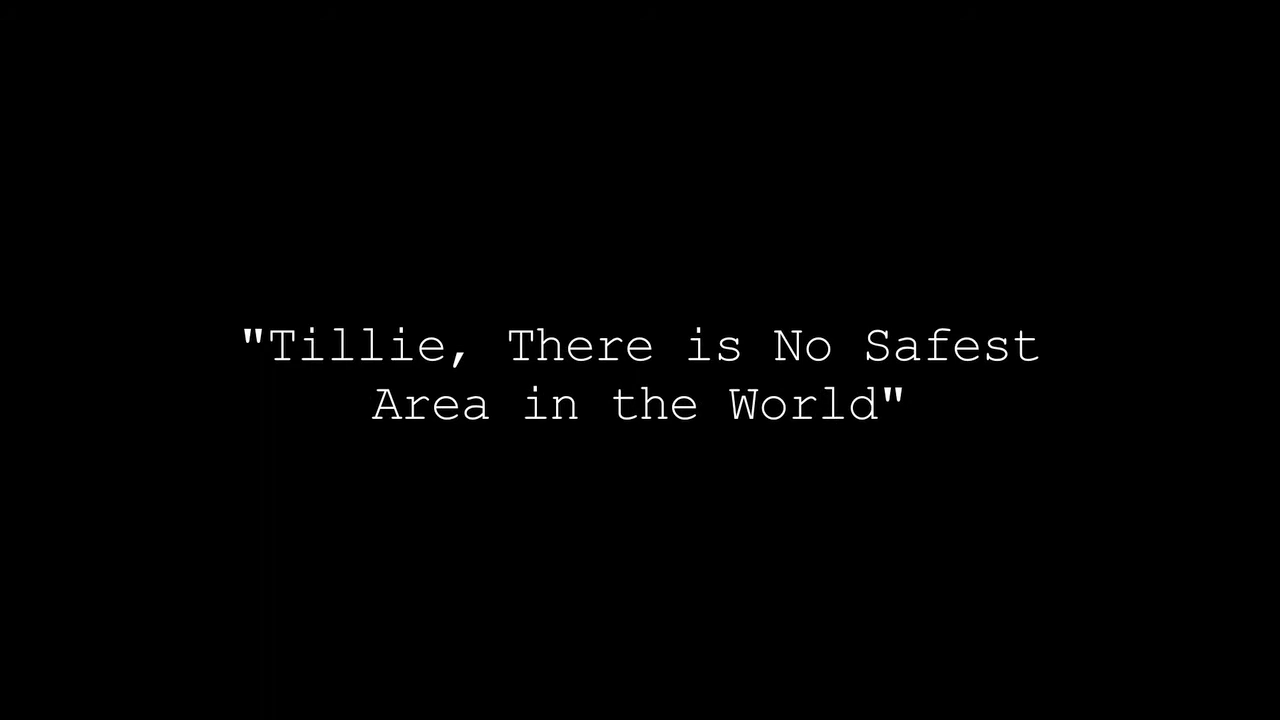 "Tillie, There is No Safest
Area in the World"